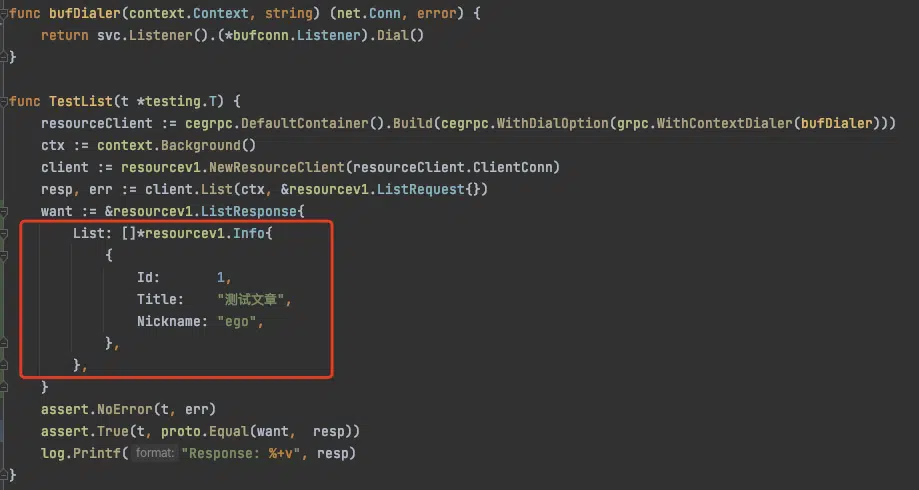 func bufDialer(context.Context, string) (net.Conn, error) {
    return svc.Listener().(*bufconn.Listener).Dial()
}
func TestList(t *testing.T) {
    resourceClient := cegrpc.DefaultContainer().Build(cegrpc.WithDialOption(grpc.WithContextDialer(bufDialer)))
    ctx := context.Background()
    client := resourcev1.NewResourceClient(resourceClient.ClientConn)
    resp, err := client.List(ctx, &resourcev1.ListRequest{})
    want := &resourcev1.ListResponse{
        List: []*resourcev1.Info{
            {
                Id:       1,
                Title:    "测试文章",
                Nickname: "ego",
            },
        },
    }
    assert.NoError(t, err)
    assert.True(t, proto.Equal(want,  resp))
    log.Printf( format: "Response: %+v", resp)
}